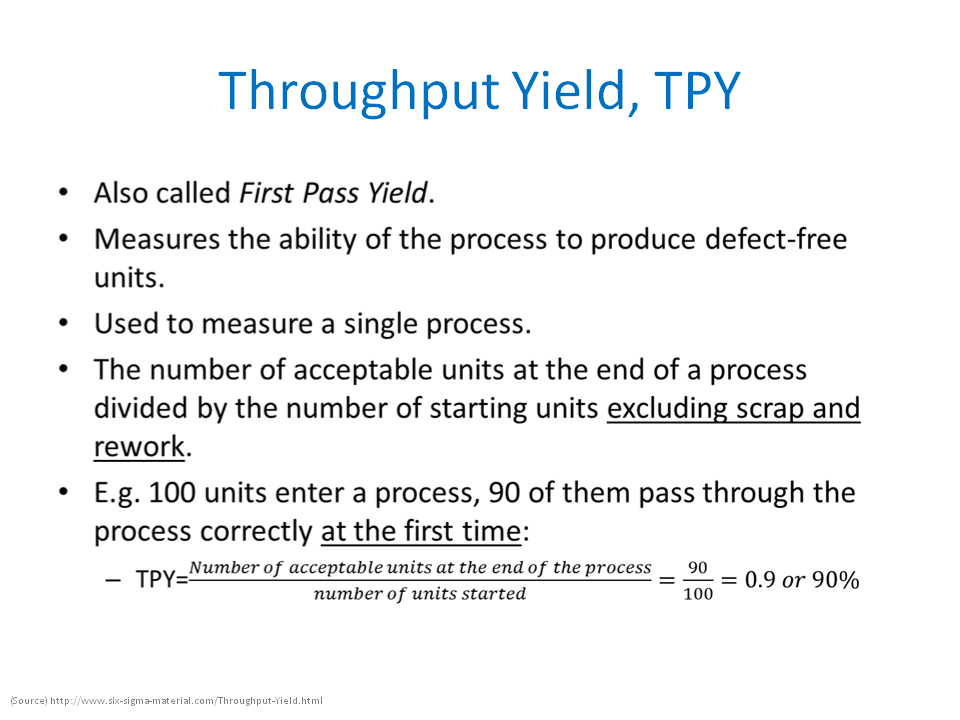 Throughput Yield, TPY
• Also called First Pass Yield.
• Measures the ability of the process to produce defect-free
units.
• Used to measure a single process.
• The number of acceptable units at the end of a process
divided by the number of starting units excluding scrap and
rework.
• E.g. 100 units enter a process, 90 of them pass through the
process correctly at the first time:
– TPY= Number of acceptable units at the end of the process / number of units started = 90/100 = 0.9 or 90%
(Source) http://www.six-sigma-material.com/Throughput-Yield.html